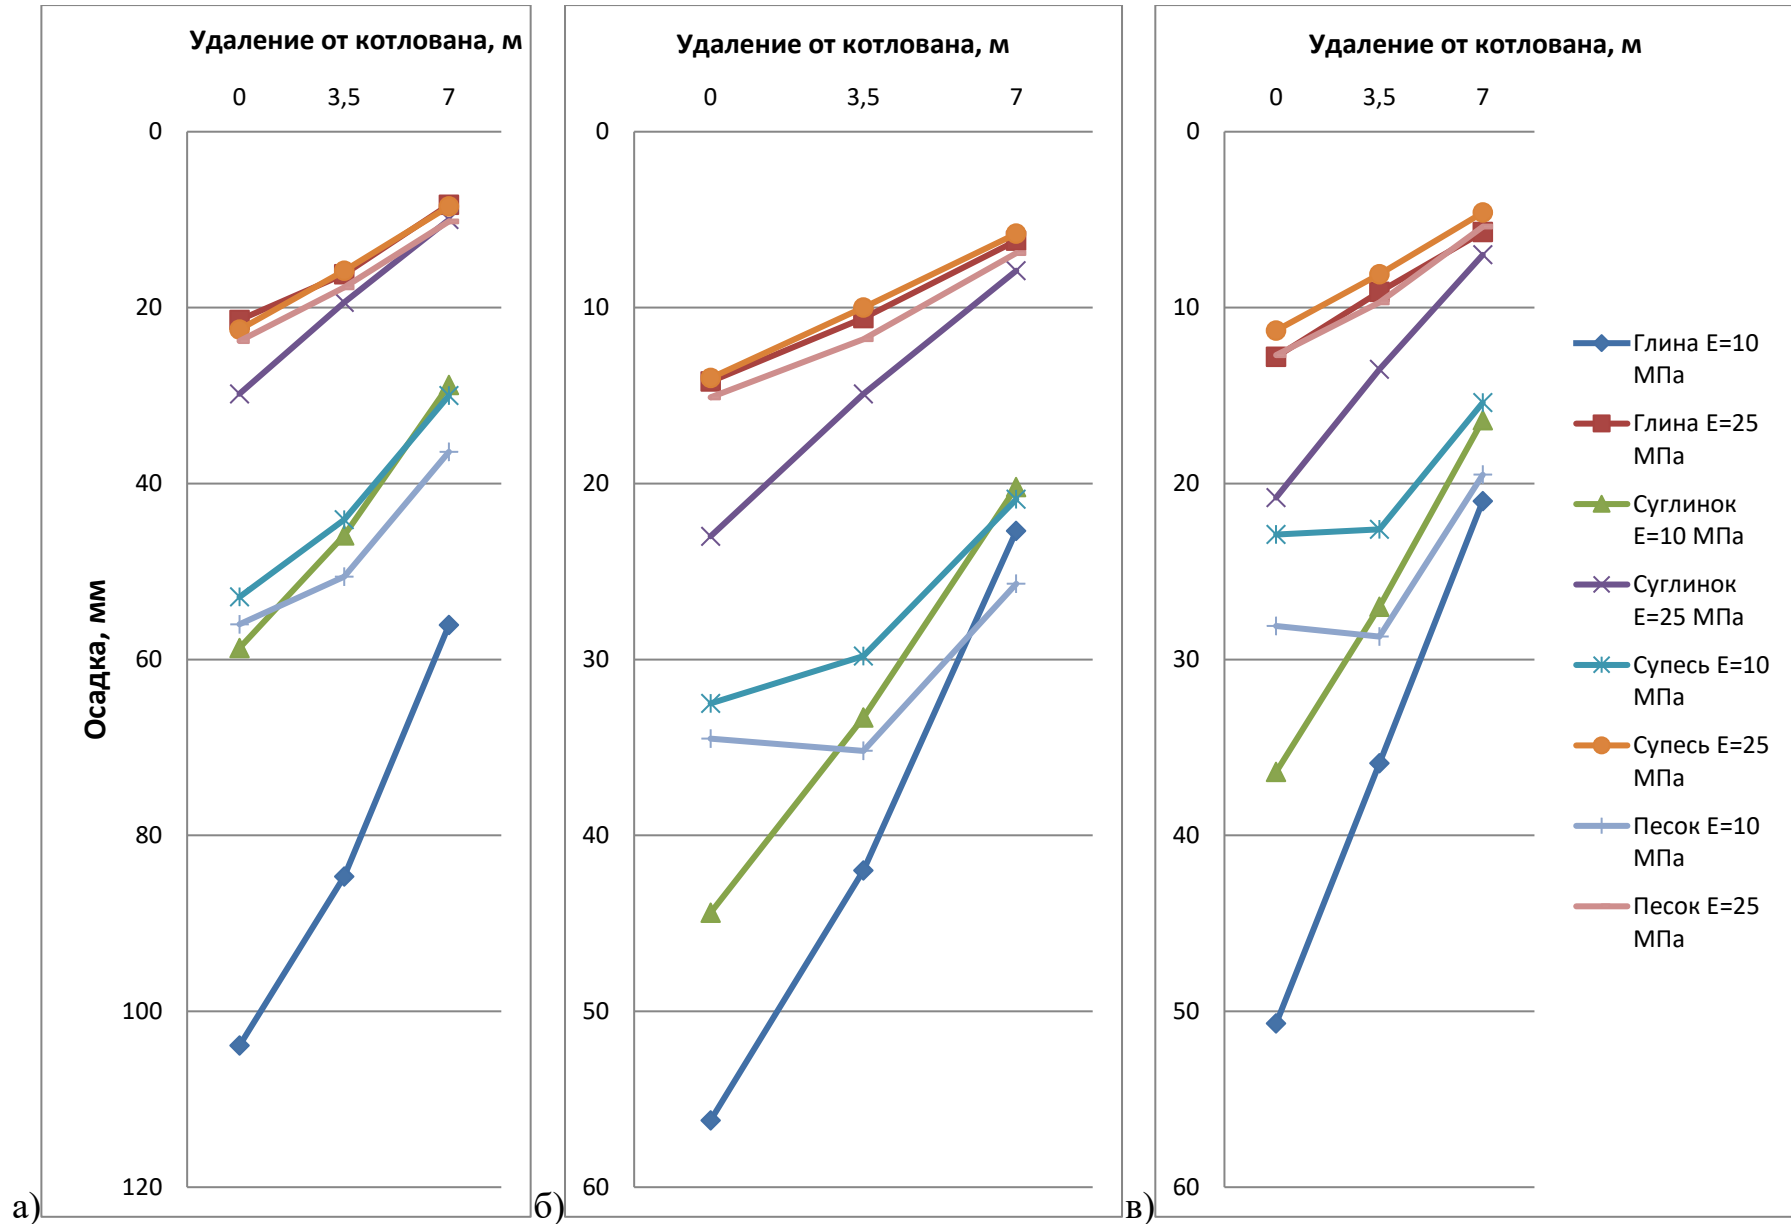 Удаление от котлована, м
0 3,5 7
0
20
40
60
80
100
120
Осадка, мм
а)
Удаление от котлована, м
0 3,5 7
0
10
20
30
40
50
60
б)
Удаление от котлована, м
0 3,5 7
0
10
20
30
40
50
60
в)
Глина Е=10
МПа
Глина Е=25
МПа
Суглинок
Е=10 МПа
Суглинок
Е=25 МПа
Супесь Е=10
МПа
Супесь Е=25
МПа
Песок Е=10
МПа
Песок Е=25
МПа